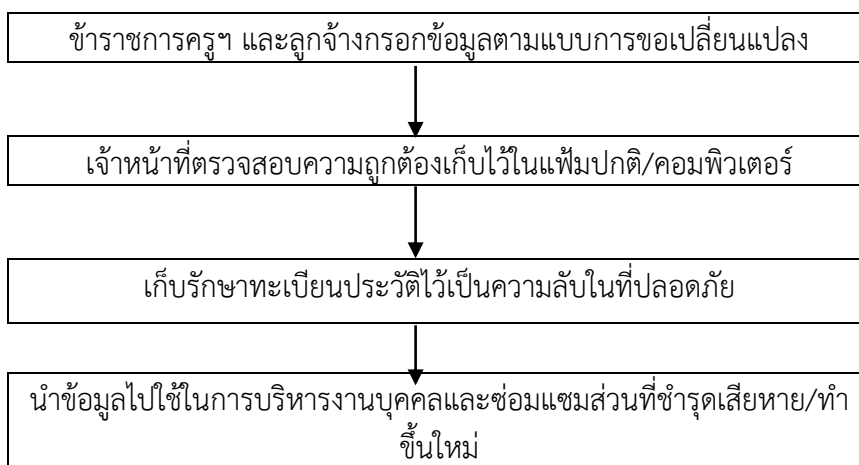 ข้าราชการครูฯ และลูกจ้างกรอกข้อมูลตามแบบการขอเปลี่ยนแปลง
เจ้าหน้าที่ตรวจสอบความถูกต้องเก็บไว้ในแฟ้มปกติ/คอมพิวเตอร์
เก็บรักษาทะเบียนประวัติไว้เป็นความลับในที่ปลอดภัย
นำข้อมูลไปใช้ในการบริหารงานบุคคลและซ่อมแซมส่วนที่ชำรุดเสียหาย/ทำ
ขึ้นใหม่